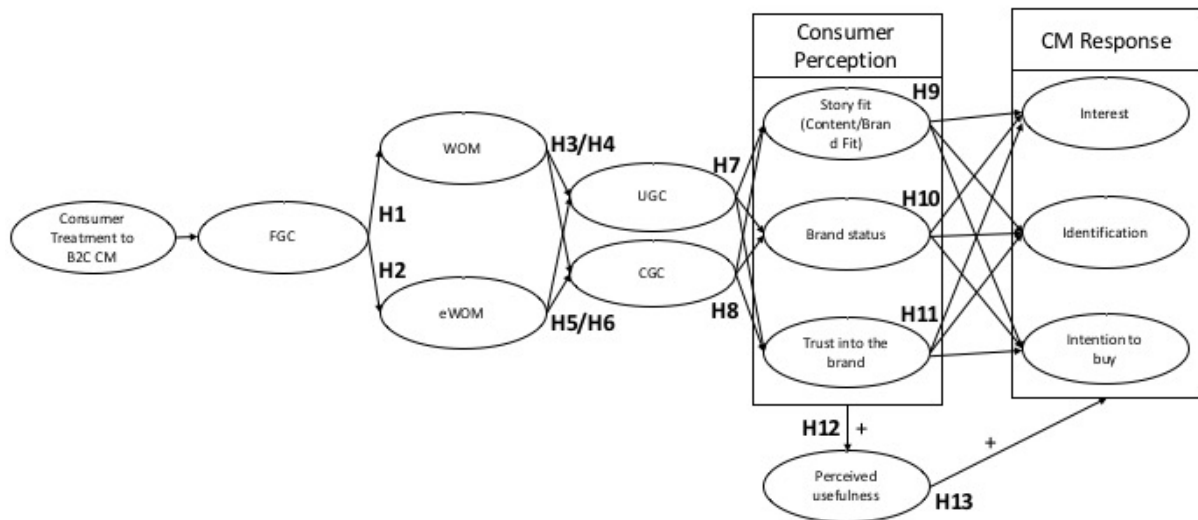 Consumer
Perception
CM Response
Story fit
(Content/Bran
d Fit)
H9
Interest
WOM
H3/H4
H7
UGC
H10
Consumer
Treatment to
B2C CM
FGC
H1
Brand status
Identification
H2
CGC
H8
eWOM
H5/H6
H11
Trust into the
brand
Intention to
buy
H12
+
+
Perceived
usefulness
H13